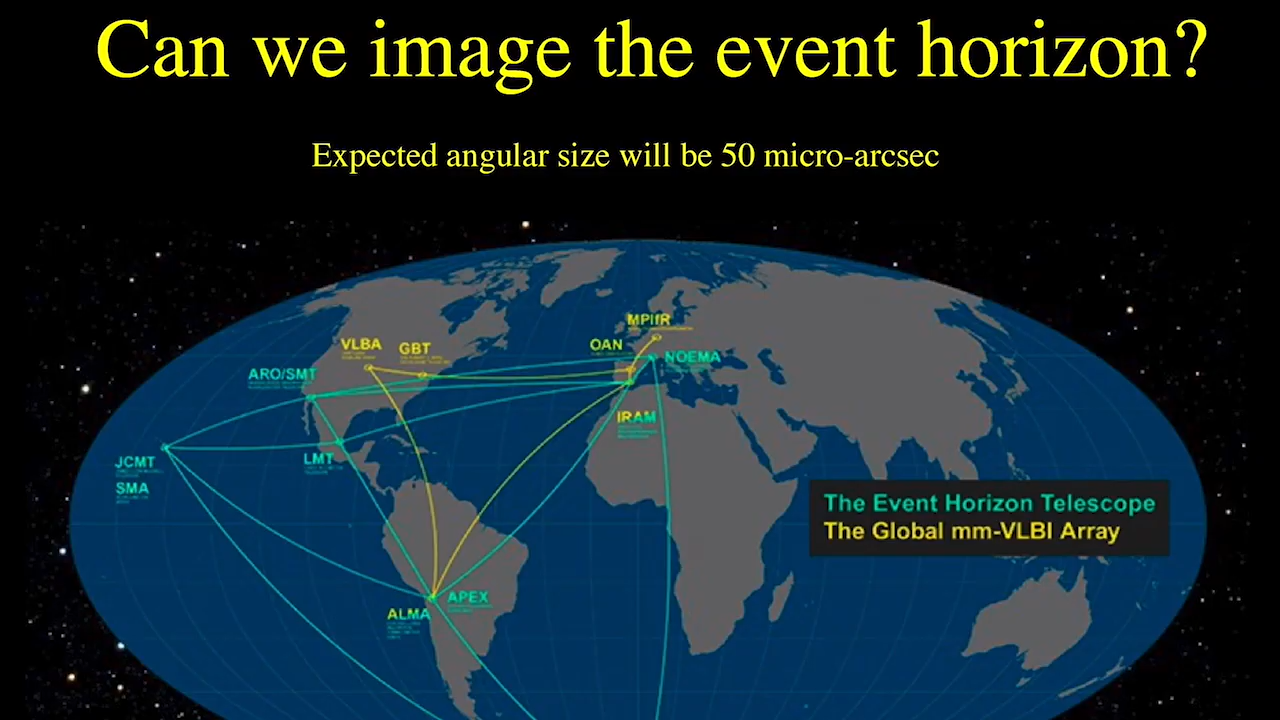 Can we image the event horizon?
Expected angular size will be 50 micro-arcsec
MPIfR
VLBA
GBT
OAN
NOEMA
ARO/SMT
IRAM
JCMT
LMT
SMA
The Event Horizon Telescope
The Global mm-VLBI Array
APEX
ALMA